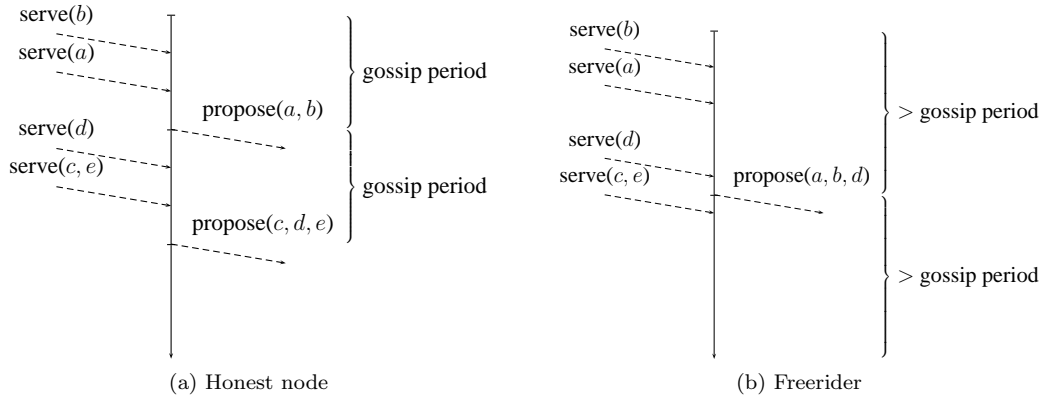 serve(b)
serve(a)
gossip period
propose(a, b)
serve(d)
serve(c, e)
gossip period
propose(c, d, e)
(a) Honest node
serve(b)
serve(a)
> gossip period
serve(d)
serve(c, e)
propose(a, b, d)
> gossip period
(b) Freerider